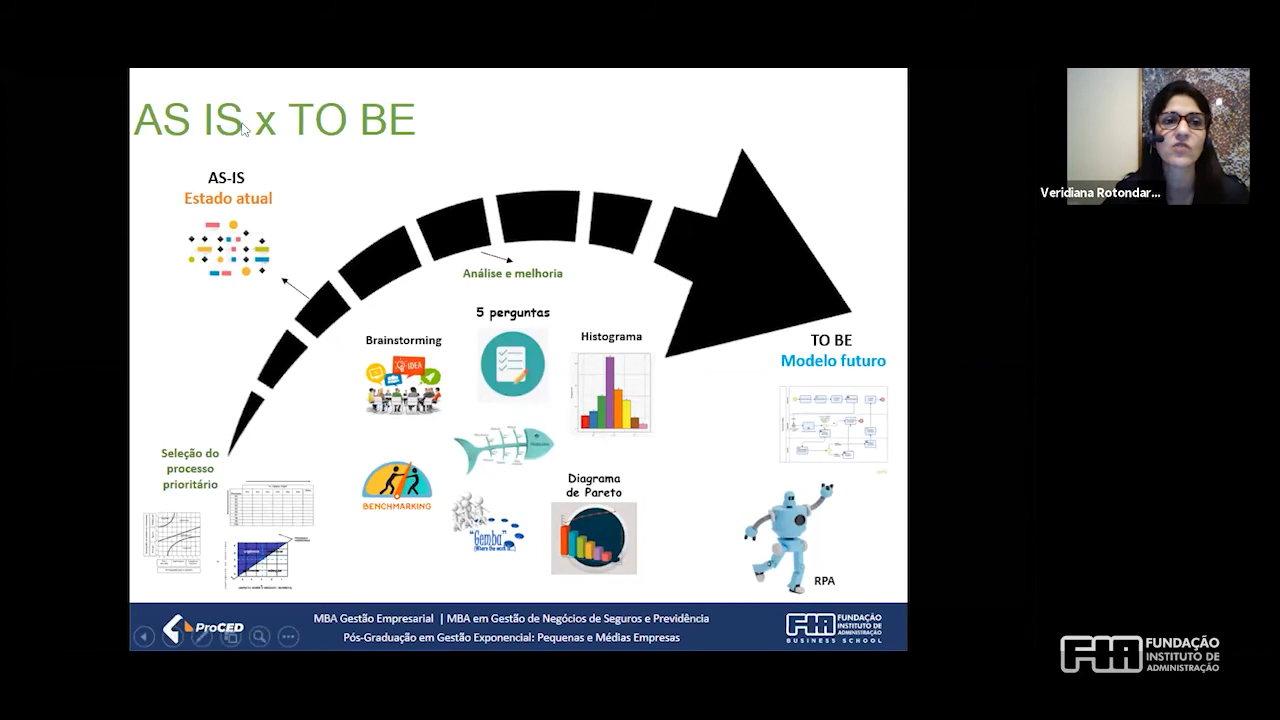 AS IS x TO BE
AS-IS
Estado atual
Análise e melhoria
5 perguntas
Brainstorming
Histograma
IDEA
TO BE
Modelo futuro
Seleção do
processo
prioritário
BENCHMARKING
Diagrama
de Pareto
"Gemba"
RPA
ProCED
MBA Gestão Empresarial | MBA em Gestão de Negócios de Seguros e Previdência
Pós-Graduação em Gestão Exponencial: Pequenas e Médias Empresas
FIA FUNDAÇÃO
INSTITUTO DE
ADMINISTRAÇÃO
BUSINESS SCHOOL
Veridiana Rotondar...
FIA FUNDAÇÃO
INSTITUTO DE
ADMINISTRAÇÃO